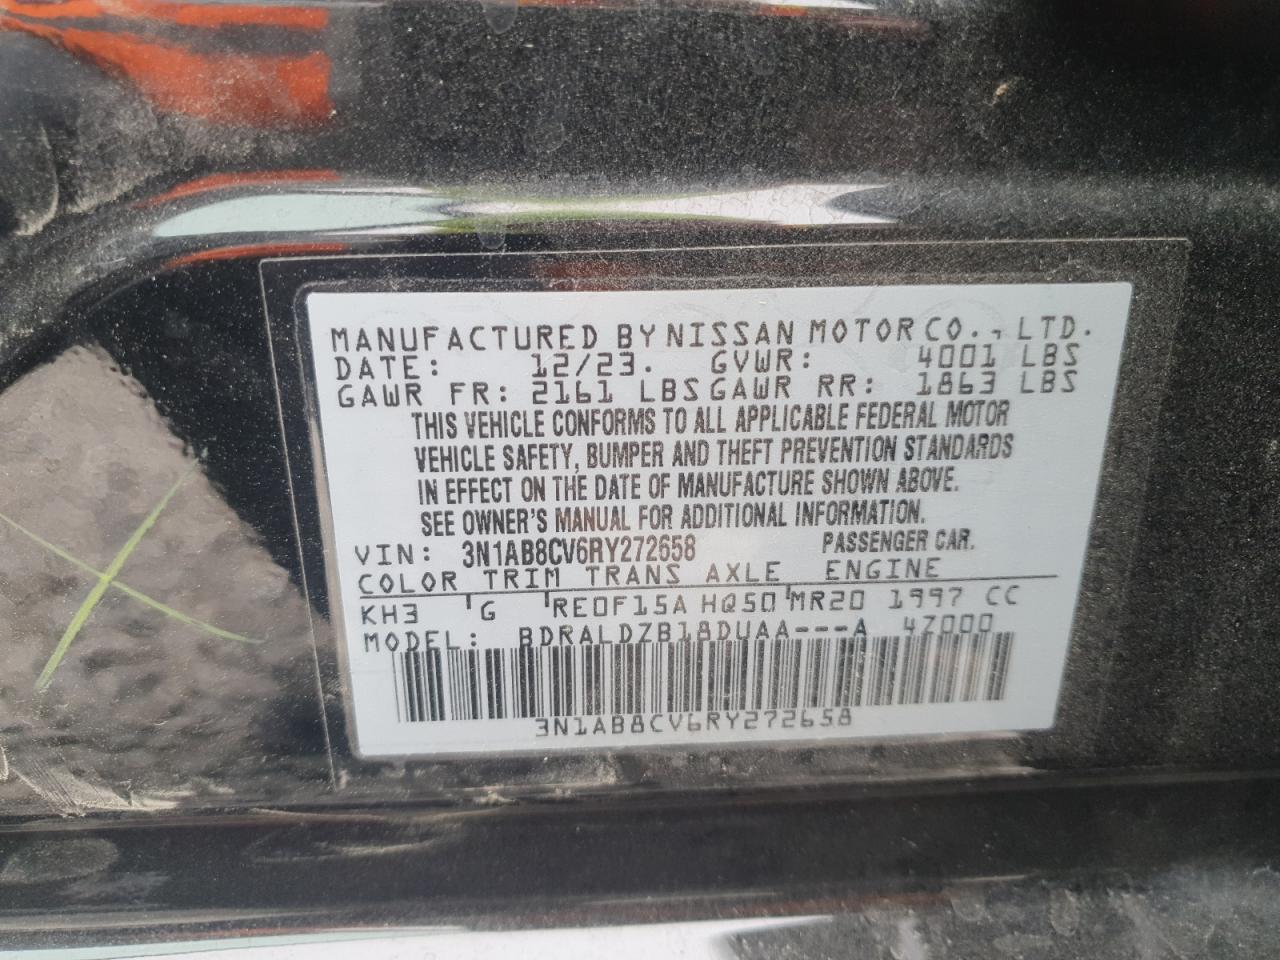 MANUFACTURED BY NISSAN MOTOR CO., LTD.
DATE: 12/23. GVWR: 4001 LBS
GAWR FR: 2161 LBS GAWR RR: 1863 LBS
THIS VEHICLE CONFORMS TO ALL APPLICABLE FEDERAL MOTOR
VEHICLE SAFETY, BUMPER AND THEFT PREVENTION STANDARDS
IN EFFECT ON THE DATE OF MANUFACTURE SHOWN ABOVE.
SEE OWNER'S MANUAL FOR ADDITIONAL INFORMATION.
VIN: 3N1AB8CV6RY272658 PASSENGER CAR.
COLOR TRIM TRANS AXLE ENGINE
KH3 G RE0F15A HQ50 MR20 1997 CC
MODEL: BDRALDZB18DUAA---A 4Z000
3N1AB8CV6RY272658